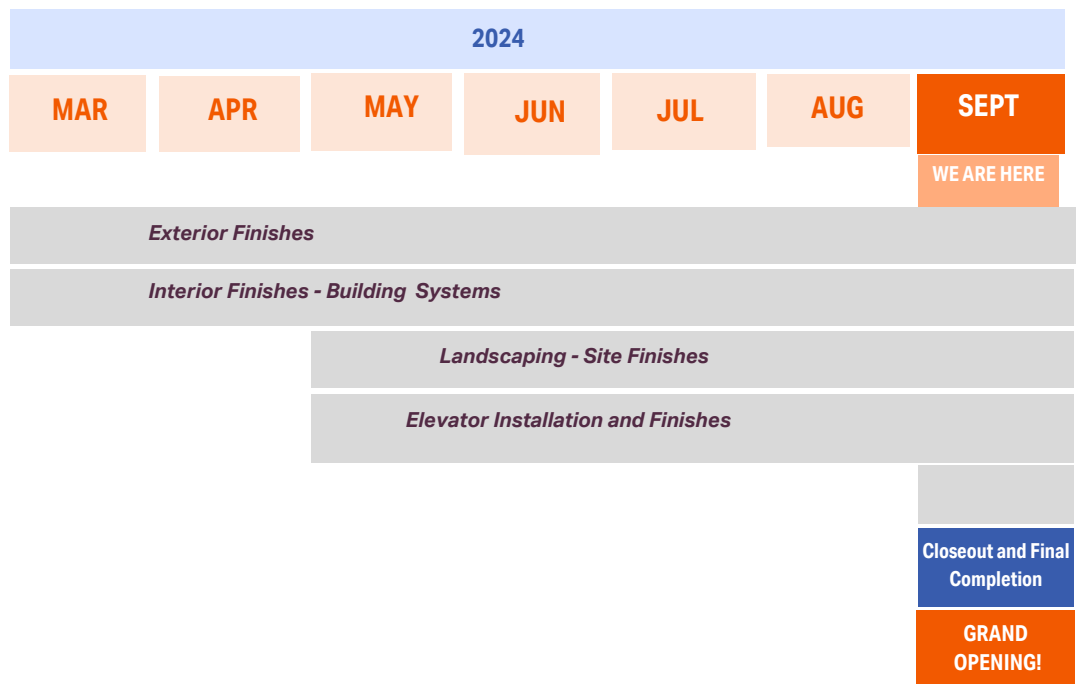 2024
MAR APR MAY JUN JUL AUG SEPT
WE ARE HERE
Exterior Finishes
Interior Finishes - Building Systems
Landscaping - Site Finishes
Elevator Installation and Finishes
Closeout and Final
Completion
GRAND
OPENING!